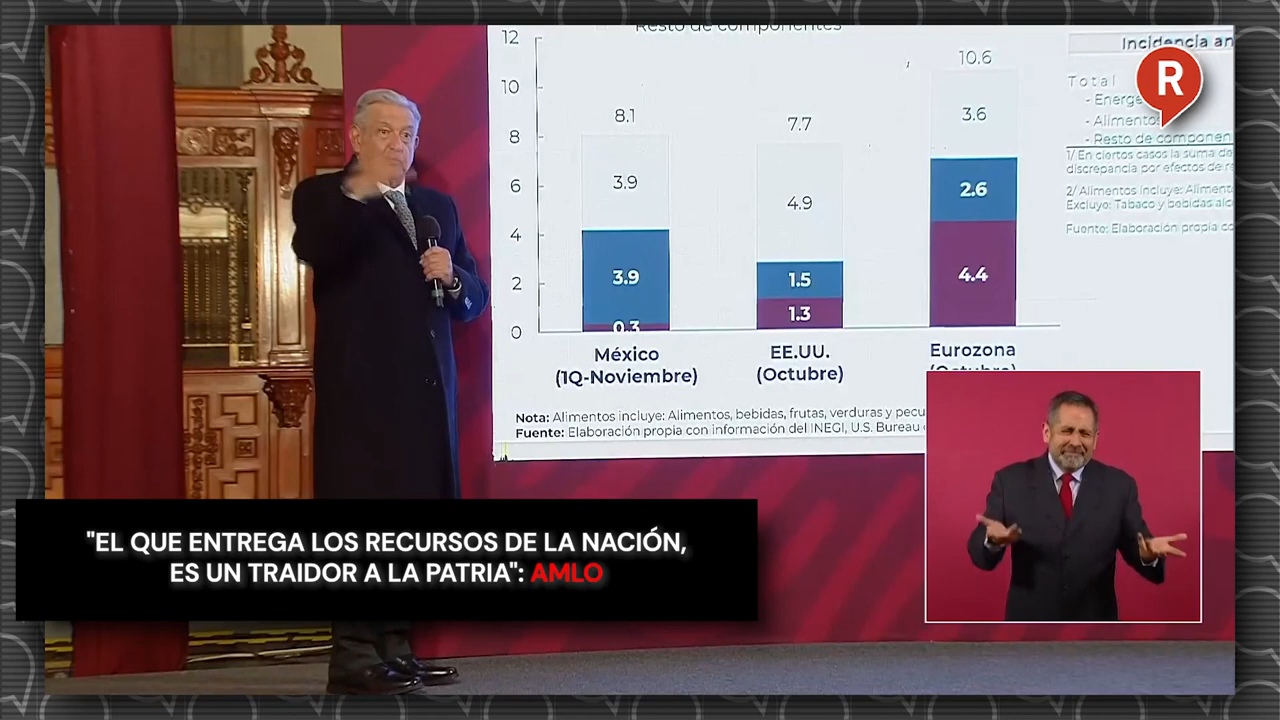 Resto de componentes
12
10
8
6
4
2
0
8.1
3.9
3.9
0.3
7.7
4.9
1.5
1.3
10.6
3.6
2.6
4.4
México
(1Q-Noviembre)
EE.UU.
(Octubre)
Eurozona
(Octubre)
Nota: Alimentos incluye: Alimentos, bebidas, frutas, verduras y pecu
Fuente: Elaboración propia con información del INEGI, U.S. Bureau
Incidencia an
Total
- Energé
- Alimentos
- Resto de componen
1/ En ciertos casos la suma de
discrepancia por efectos de re
2/ Alimentos incluye: Aliment
Excluye: Tabaco y bebidas alc
Fuente: Elaboración propia co
R
"EL QUE ENTREGA LOS RECURSOS DE LA NACIÓN,
ES UN TRAIDOR A LA PATRIA": AMLO